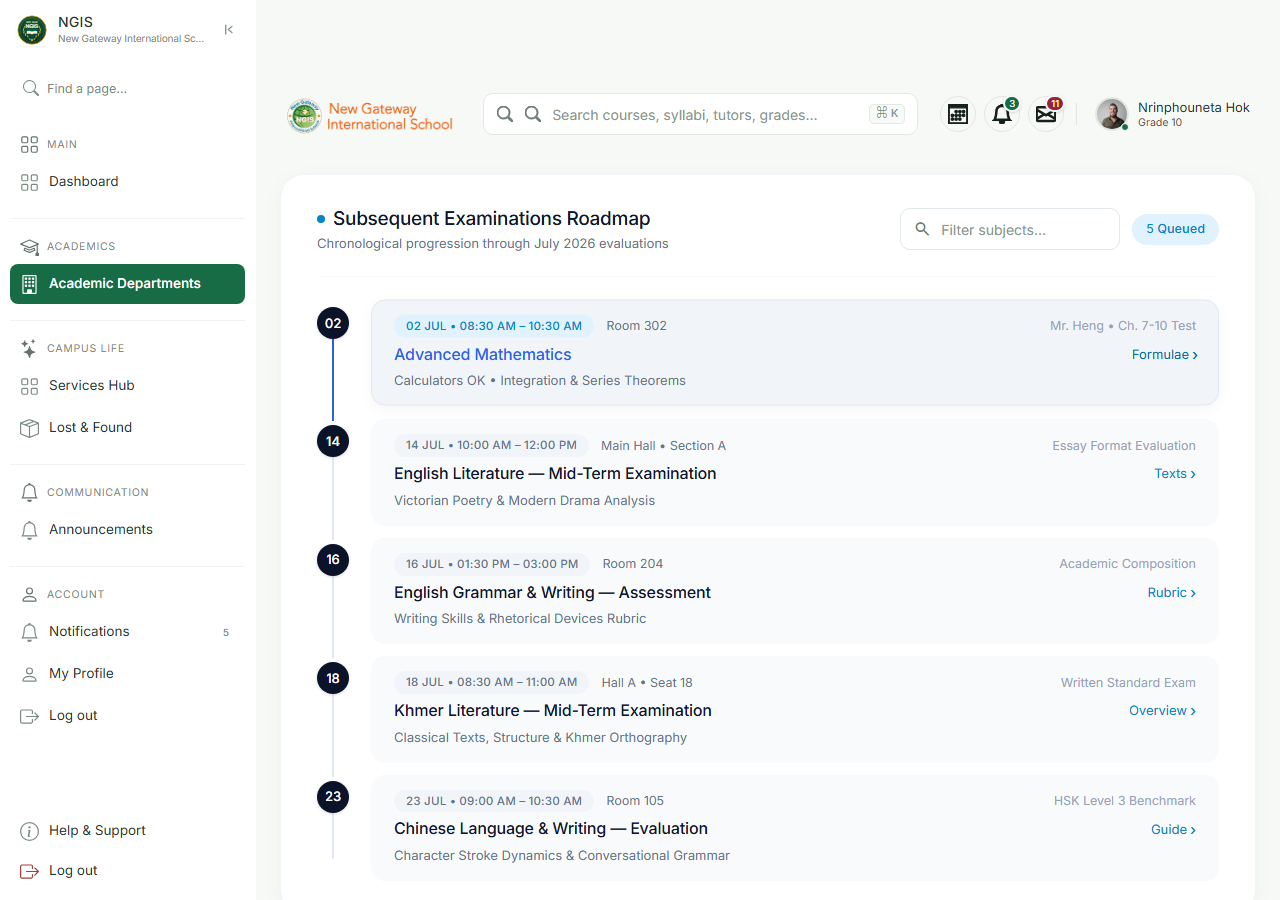 NGIS
New Gateway International Sc...
Find a page...
MAIN
Dashboard
ACADEMICS
Academic Departments
CAMPUS LIFE
Services Hub
Lost & Found
COMMUNICATION
Announcements
ACCOUNT
Notifications 5
My Profile
Log out
Help & Support
Log out
New Gateway
International School
Search courses, syllabi, tutors, grades... ⌘ K
3
11
Nrinphouneta Hok
Grade 10
Subsequent Examinations Roadmap
Chronological progression through July 2026 evaluations
Filter subjects...
5 Queued
02
02 JUL • 08:30 AM – 10:30 AM Room 302 Mr. Heng • Ch. 7-10 Test
Advanced Mathematics Formulae ›
Calculators OK • Integration & Series Theorems
14
14 JUL • 10:00 AM – 12:00 PM Main Hall • Section A Essay Format Evaluation
English Literature — Mid-Term Examination Texts ›
Victorian Poetry & Modern Drama Analysis
16
16 JUL • 01:30 PM – 03:00 PM Room 204 Academic Composition
English Grammar & Writing — Assessment Rubric ›
Writing Skills & Rhetorical Devices Rubric
18
18 JUL • 08:30 AM – 11:00 AM Hall A • Seat 18 Written Standard Exam
Khmer Literature — Mid-Term Examination Overview ›
Classical Texts, Structure & Khmer Orthography
23
23 JUL • 09:00 AM – 10:30 AM Room 105 HSK Level 3 Benchmark
Chinese Language & Writing — Evaluation Guide ›
Character Stroke Dynamics & Conversational Grammar